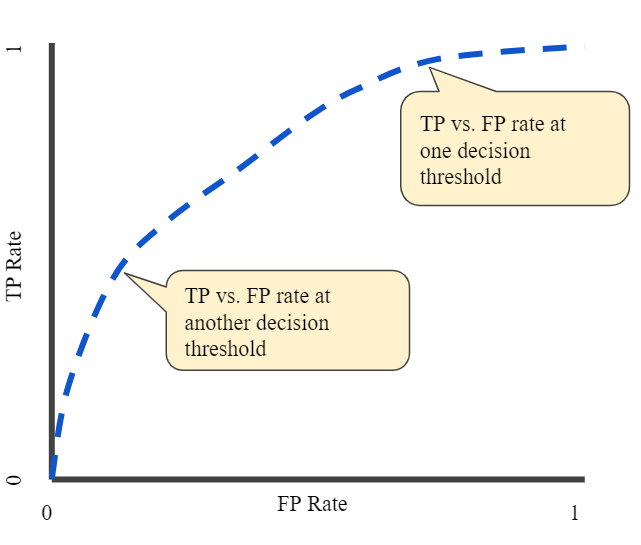 1
TP vs. FP rate at
one decision
threshold
TP Rate
TP vs. FP rate at
another decision
threshold
0
FP Rate
0
1